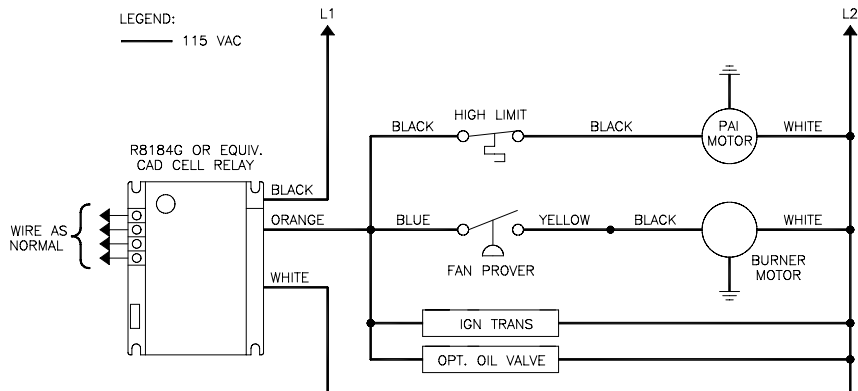 LEGEND:
115 VAC
L1
L2
R8184G OR EQUIV.
CAD CELL RELAY
BLACK
HIGH LIMIT
BLACK
PAI
MOTOR
WHITE
BLACK
ORANGE
BLUE
YELLOW
BLACK
WHITE
WIRE AS
NORMAL
FAN PROVER
BURNER
MOTOR
WHITE
IGN TRANS
OPT. OIL VALVE